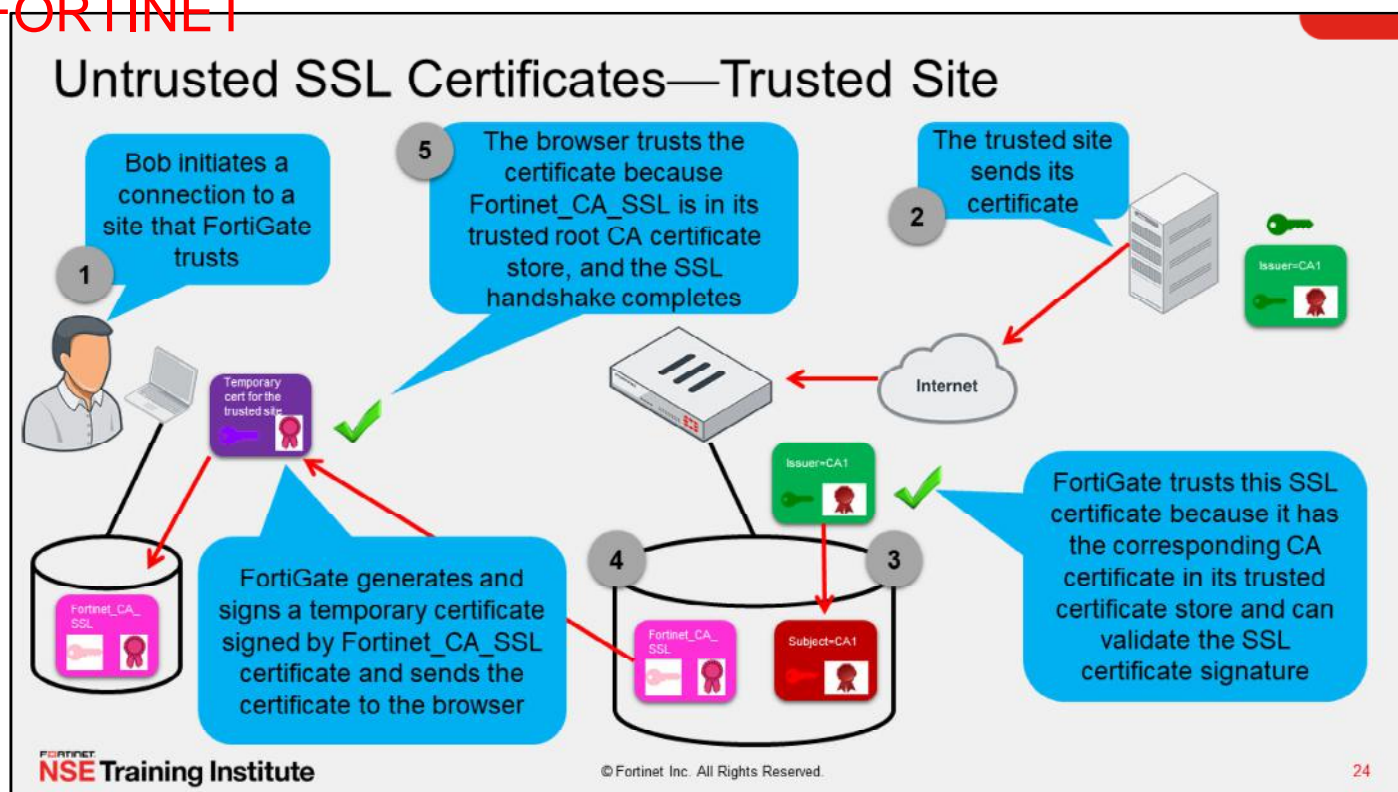 FORTINET
Untrusted SSL Certificates—Trusted Site
1
Bob initiates a
connection to a
site that FortiGate
trusts
5
The browser trusts the
certificate because
Fortinet_CA_SSL is in its
trusted root CA certificate
store, and the SSL
handshake completes
The trusted site
sends its
certificate
2
Issuer=CA1
Internet
Temporary
cert for the
trusted site
Issuer=CA1
FortiGate trusts this SSL
certificate because it has
the corresponding CA
certificate in its trusted
certificate store and can
validate the SSL
certificate signature
4
3
Fortinet_CA_
SSL
FortiGate generates and
signs a temporary certificate
signed by Fortinet_CA_SSL
certificate and sends the
certificate to the browser
Fortinet_CA_
SSL
Subject=CA1
FORTINET
NSE Training Institute
© Fortinet Inc. All Rights Reserved.
24